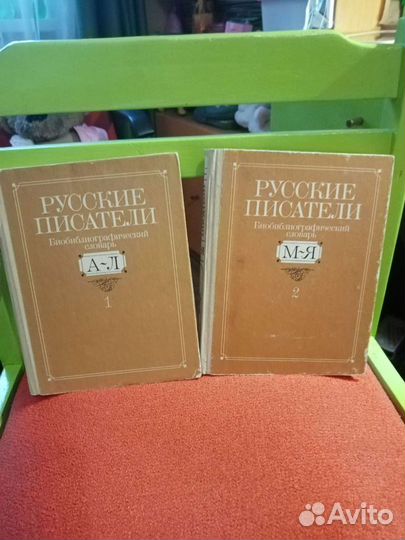 РУССКИЕ
ПИСАТЕЛИ
Биобиблиографический
словарь
А~Л
1
РУССКИЕ
ПИСАТЕЛИ
Биобиблиографический
словарь
М~Я
2
Avito